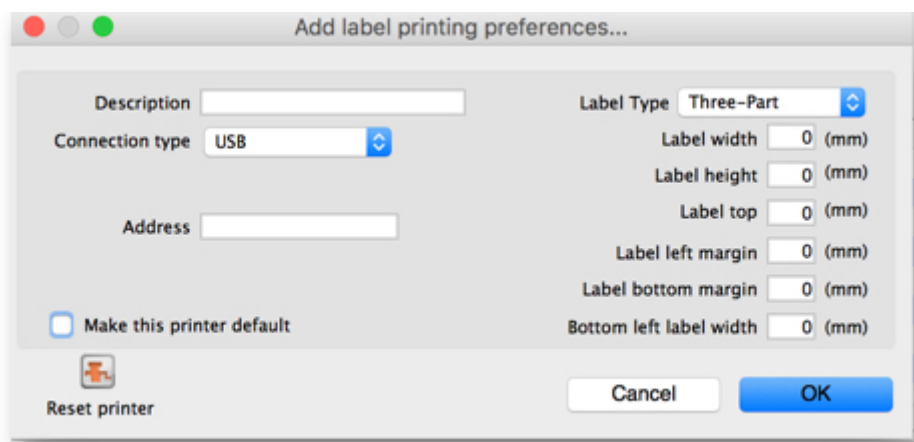 Add label printing preferences...
Description
Label Type Three-Part
Connection type USB
Label width 0 (mm)
Label height 0 (mm)
Label top 0 (mm)
Address
Label left margin 0 (mm)
Label bottom margin 0 (mm)
Make this printer default
Bottom left label width 0 (mm)
Reset printer
Cancel
OK